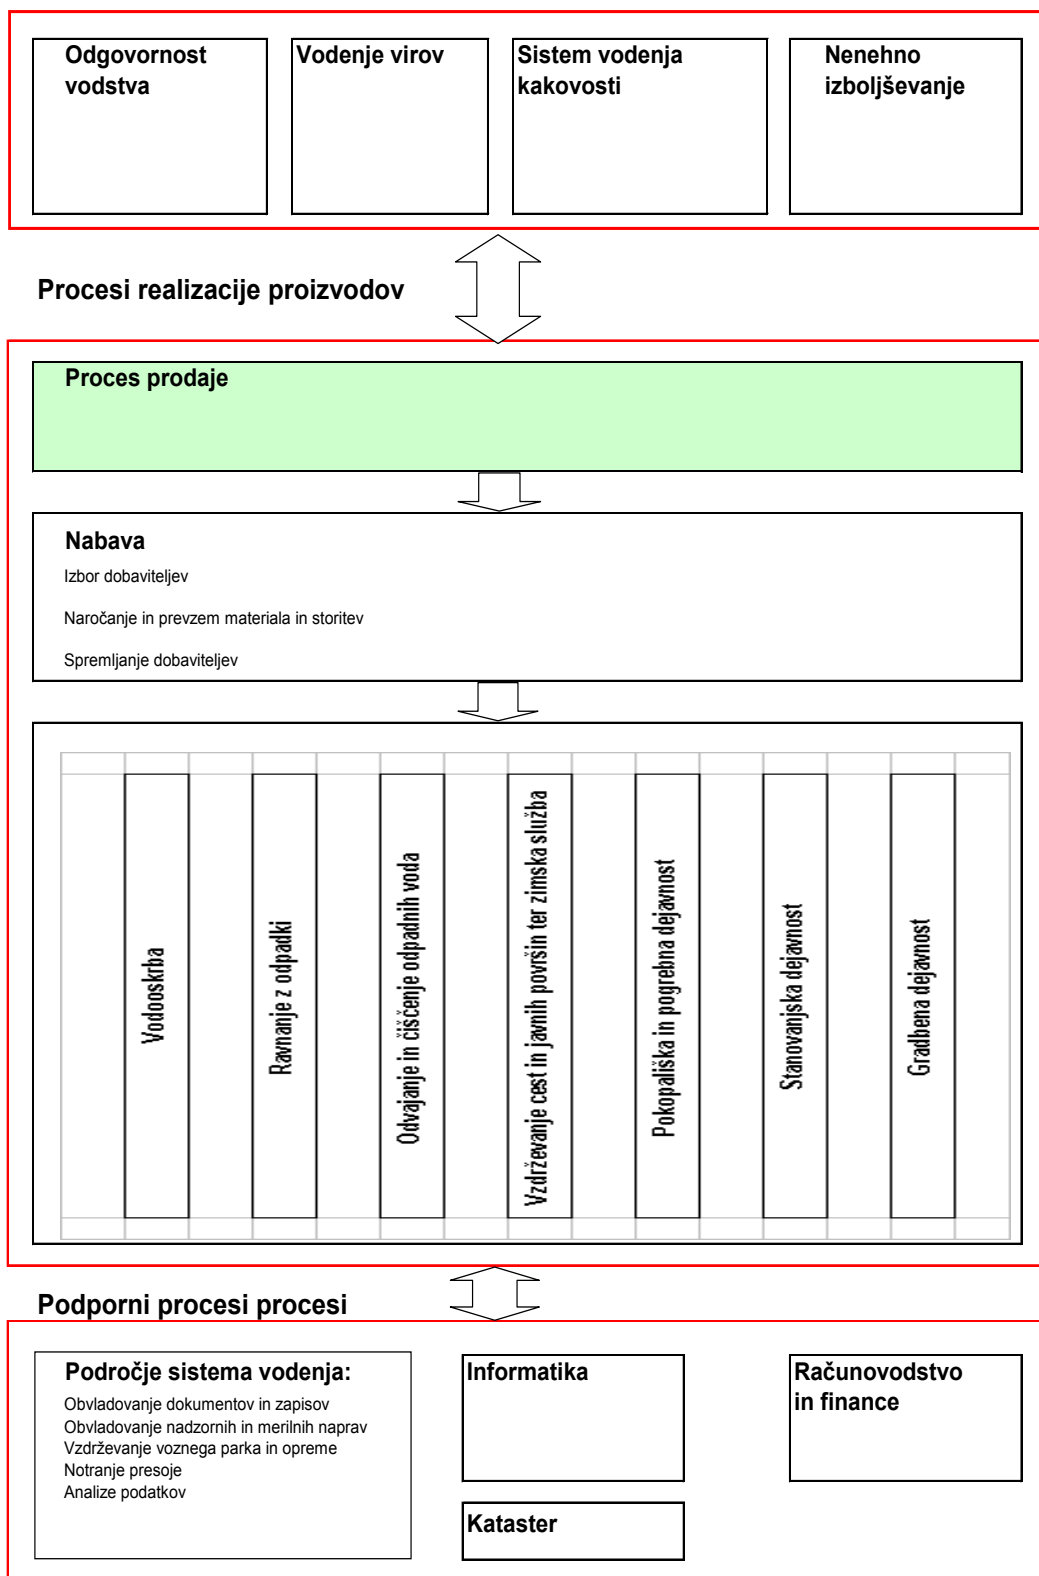 Odgovornost
vodstva
Vodenje virov
Sistem vodenja
kakovosti
Nenehno
izboljševanje
Procesi realizacije proizvodov
Proces prodaje
Nabava
Izbor dobaviteljev
Naročanje in prevzem materiala in storitev
Spremljanje dobaviteljev
Vodooskrba
Ravnanje z odpadki
Odvajanje in čiščenje odpadnih voda
Vzdrževanje cest in javnih površin ter zimska služba
Pokopališka in pogrebna dejavnost
Stanovanjska dejavnost
Gradbena dejavnost
Podporni procesi procesi
Področje sistema vodenja:
Obvladovanje dokumentov in zapisov
Obvladovanje nadzornih in merilnih naprav
Vzdrževanje voznega parka in opreme
Notranje presoje
Analize podatkov
Informatika
Kataster
Računovodstvo
in finance